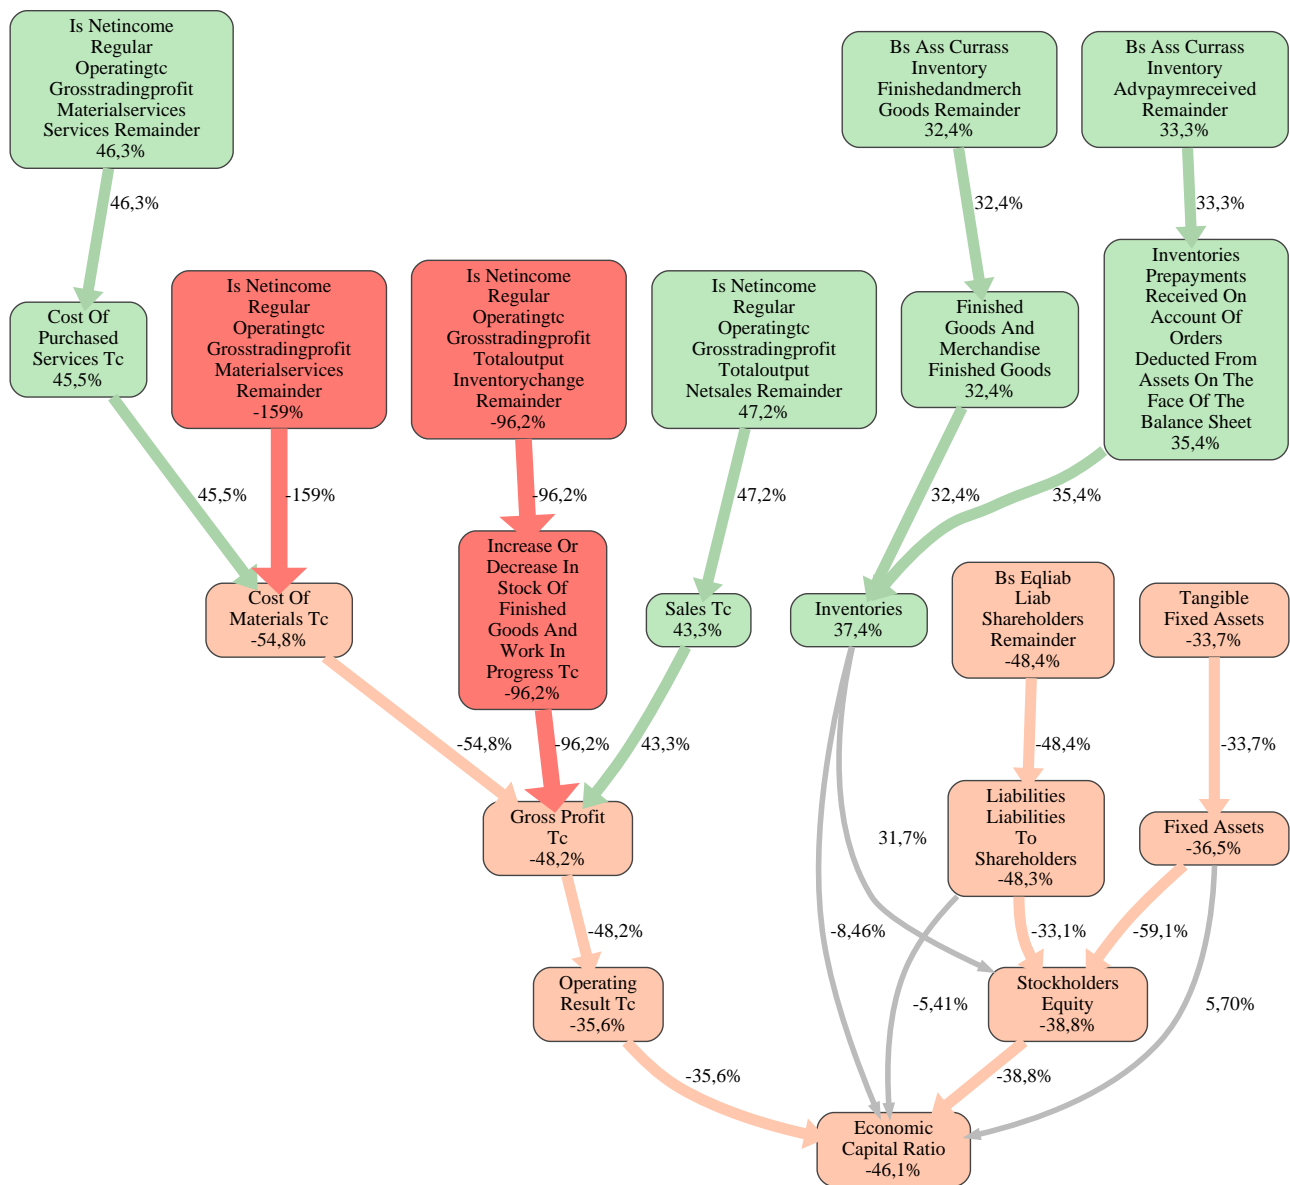 Is Netincome
Regular
Operatingtc
Grosstradingprofit
Materialservices
Services Remainder
46,3%
Bs Ass Currass
Inventory
Finishedandmerch
Goods Remainder
32,4%
Bs Ass Currass
Inventory
Advpaymreceived
Remainder
33,3%
46,3%
32,4%
33,3%
Cost Of
Purchased
Services Tc
45,5%
Is Netincome
Regular
Operatingtc
Grosstradingprofit
Materialservices
Remainder
-159%
Is Netincome
Regular
Operatingtc
Grosstradingprofit
Totaloutput
Inventorychange
Remainder
-96,2%
Is Netincome
Regular
Operatingtc
Grosstradingprofit
Totaloutput
Netsales Remainder
47,2%
Finished
Goods And
Merchandise
Finished Goods
32,4%
Inventories
Prepayments
Received On
Account Of
Orders
Deducted From
Assets On The
Face Of The
Balance Sheet
35,4%
45,5%
-159%
-96,2%
47,2%
32,4%
35,4%
Cost Of
Materials Tc
-54,8%
Increase Or
Decrease In
Stock Of
Finished
Goods And
Work In
Progress Tc
-96,2%
Sales Tc
43,3%
Inventories
37,4%
Bs Eqliab
Liab
Shareholders
Remainder
-48,4%
Tangible
Fixed Assets
-33,7%
-54,8%
-96,2%
43,3%
-48,4%
-33,7%
Gross Profit
Tc
-48,2%
31,7%
Liabilities
Liabilities
To
Shareholders
-48,3%
Fixed Assets
-36,5%
-48,2%
-8,46%
-33,1%
-59,1%
Operating
Result Tc
-35,6%
-5,41%
Stockholders
Equity
-38,8%
5,70%
-35,6%
-38,8%
Economic
Capital Ratio
-46,1%